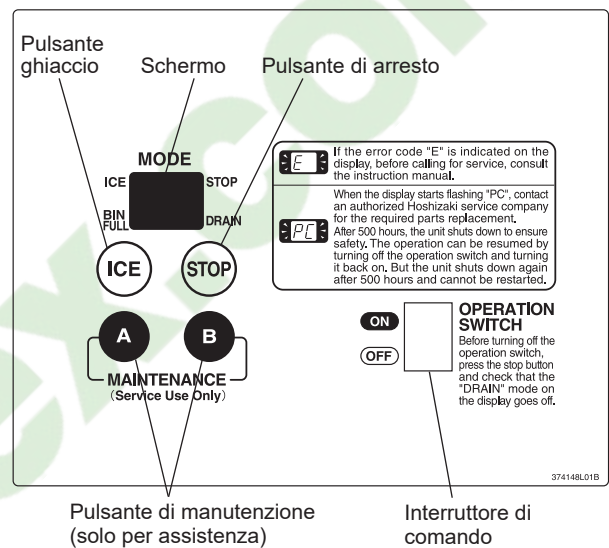 Pulsante
ghiaccio
Schermo
Pulsante di arresto
MODE
ICE
STOP
BIN
FULL
DRAIN
ICE
STOP
A
B
MAINTENANCE
(Service Use Only)
E
If the error code "E" is indicated on the
display, before calling for service, consult
the instruction manual.
PC
When the display starts flashing "PC", contact
an authorized Hoshizaki service company
for the required parts replacement.
After 500 hours, the unit shuts down to ensure
safety. The operation can be resumed by
turning off the operation switch and turning
it back on. But the unit shuts down again
after 500 hours and cannot be restarted.
ON
OFF
OPERATION
SWITCH
Before turning off the
operation switch,
press the stop button
and check that the
"DRAIN" mode on
the display goes off.
374148L01B
Pulsante di manutenzione
(solo per assistenza)
Interruttore di
comando